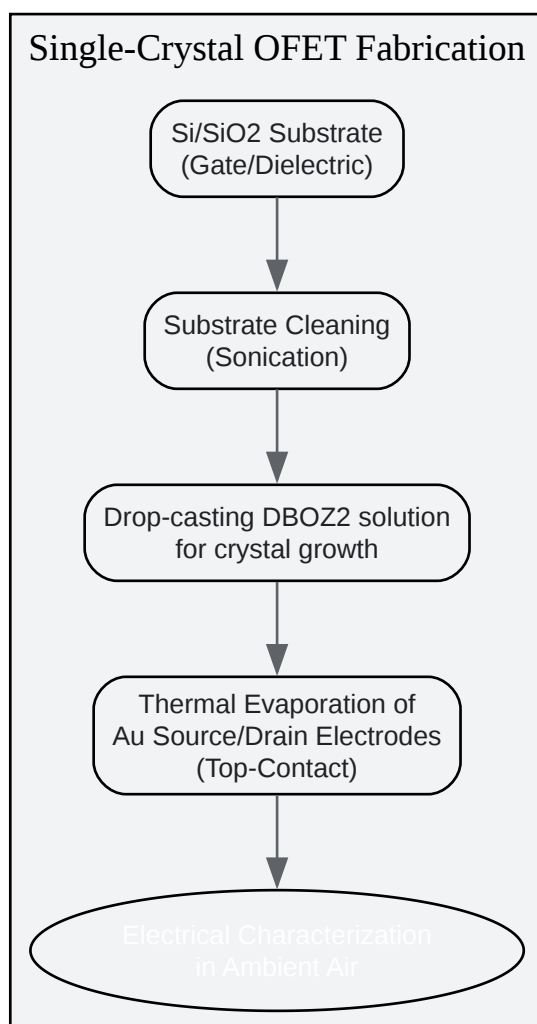 Single-Crystal OFET Fabrication
Si/SiO2 Substrate
(Gate/Dielectric)
Substrate Cleaning
(Sonication)
Drop-casting DBOZ2 solution
for crystal growth
Thermal Evaporation of
Au Source/Drain Electrodes
(Top-Contact)
Electrical Characterization
in Ambient Air